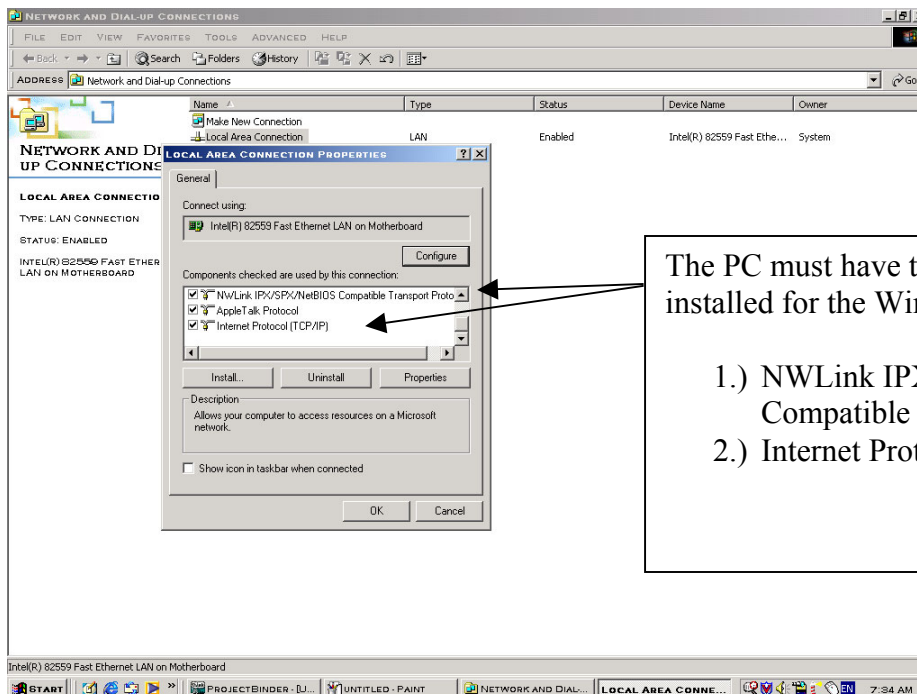 NETWORK AND DIAL-UP CONNECTIONS
FILE EDIT VIEW FAVORITES TOOLS ADVANCED HELP
Back Search Folders History
ADDRESS Network and Dial-up Connections Go
Name Type Status Device Name Owner
Make New Connection
Local Area Connection LAN Enabled Intel(R) 82559 Fast Ethe... System
NETWORK AND DI
UP CONNECTIONS
LOCAL AREA CONNECTIO
TYPE: LAN CONNECTION
STATUS: ENABLED
INTEL(R) 82559 FAST ETHER
LAN ON MOTHERBOARD
LOCAL AREA CONNECTION PROPERTIES
General
Connect using:
Intel(R) 82559 Fast Ethernet LAN on Motherboard
Configure
Components checked are used by this connection:
NWLink IPX/SPX/NetBIOS Compatible Transport Proto
AppleTalk Protocol
Internet Protocol (TCP/IP)
Install... Uninstall Properties
Description
Allows your computer to access resources on a Microsoft
network.
Show icon in taskbar when connected
OK Cancel
The PC must have t
installed for the Wi
1.) NWLink IPX
Compatible
2.) Internet Prot
Intel(R) 82559 Fast Ethernet LAN on Motherboard
START » PROJECTBINDER - [U... UNTITLED - PAINT NETWORK AND DIAL-... LOCAL AREA CONNE... EN 7:34 AM